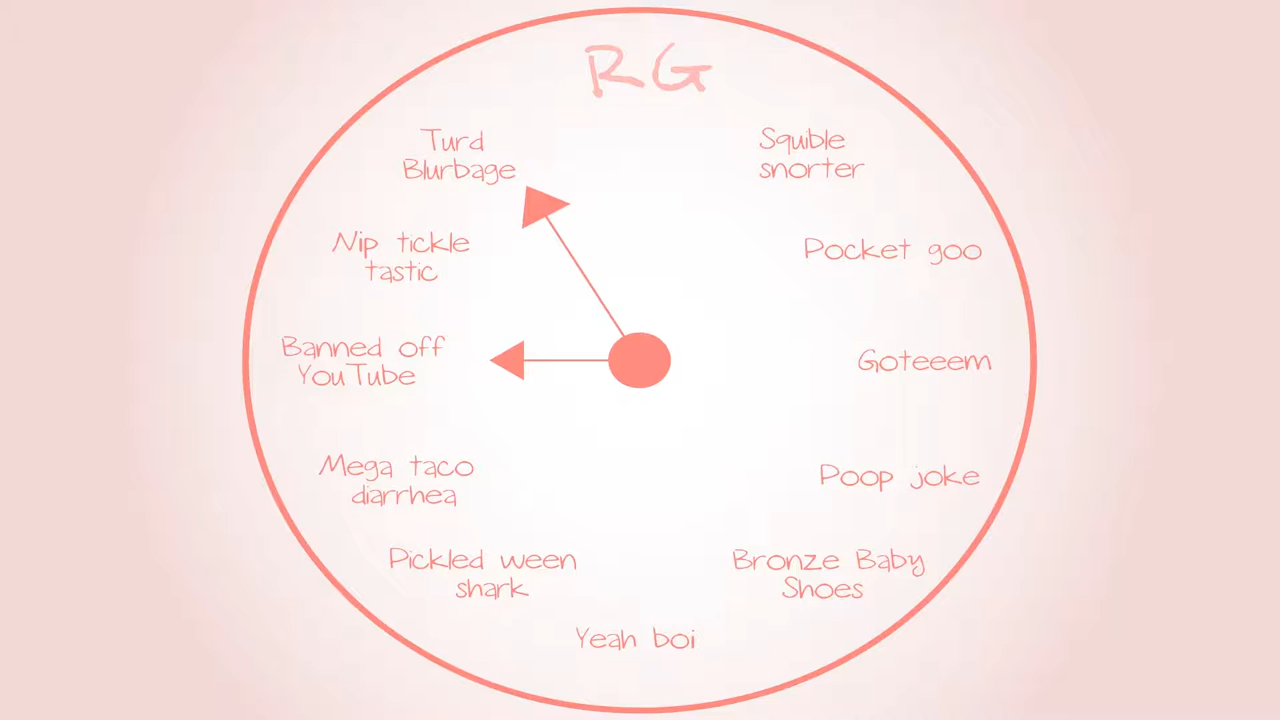 RG
Squible
snorter
Pocket goo
Goteeem
Poop joke
Bronze Baby
Shoes
Yeah boi
Pickled ween
shark
Mega taco
diarrhea
Banned off
YouTube
Nip tickle
tastic
Turd
Blurbage